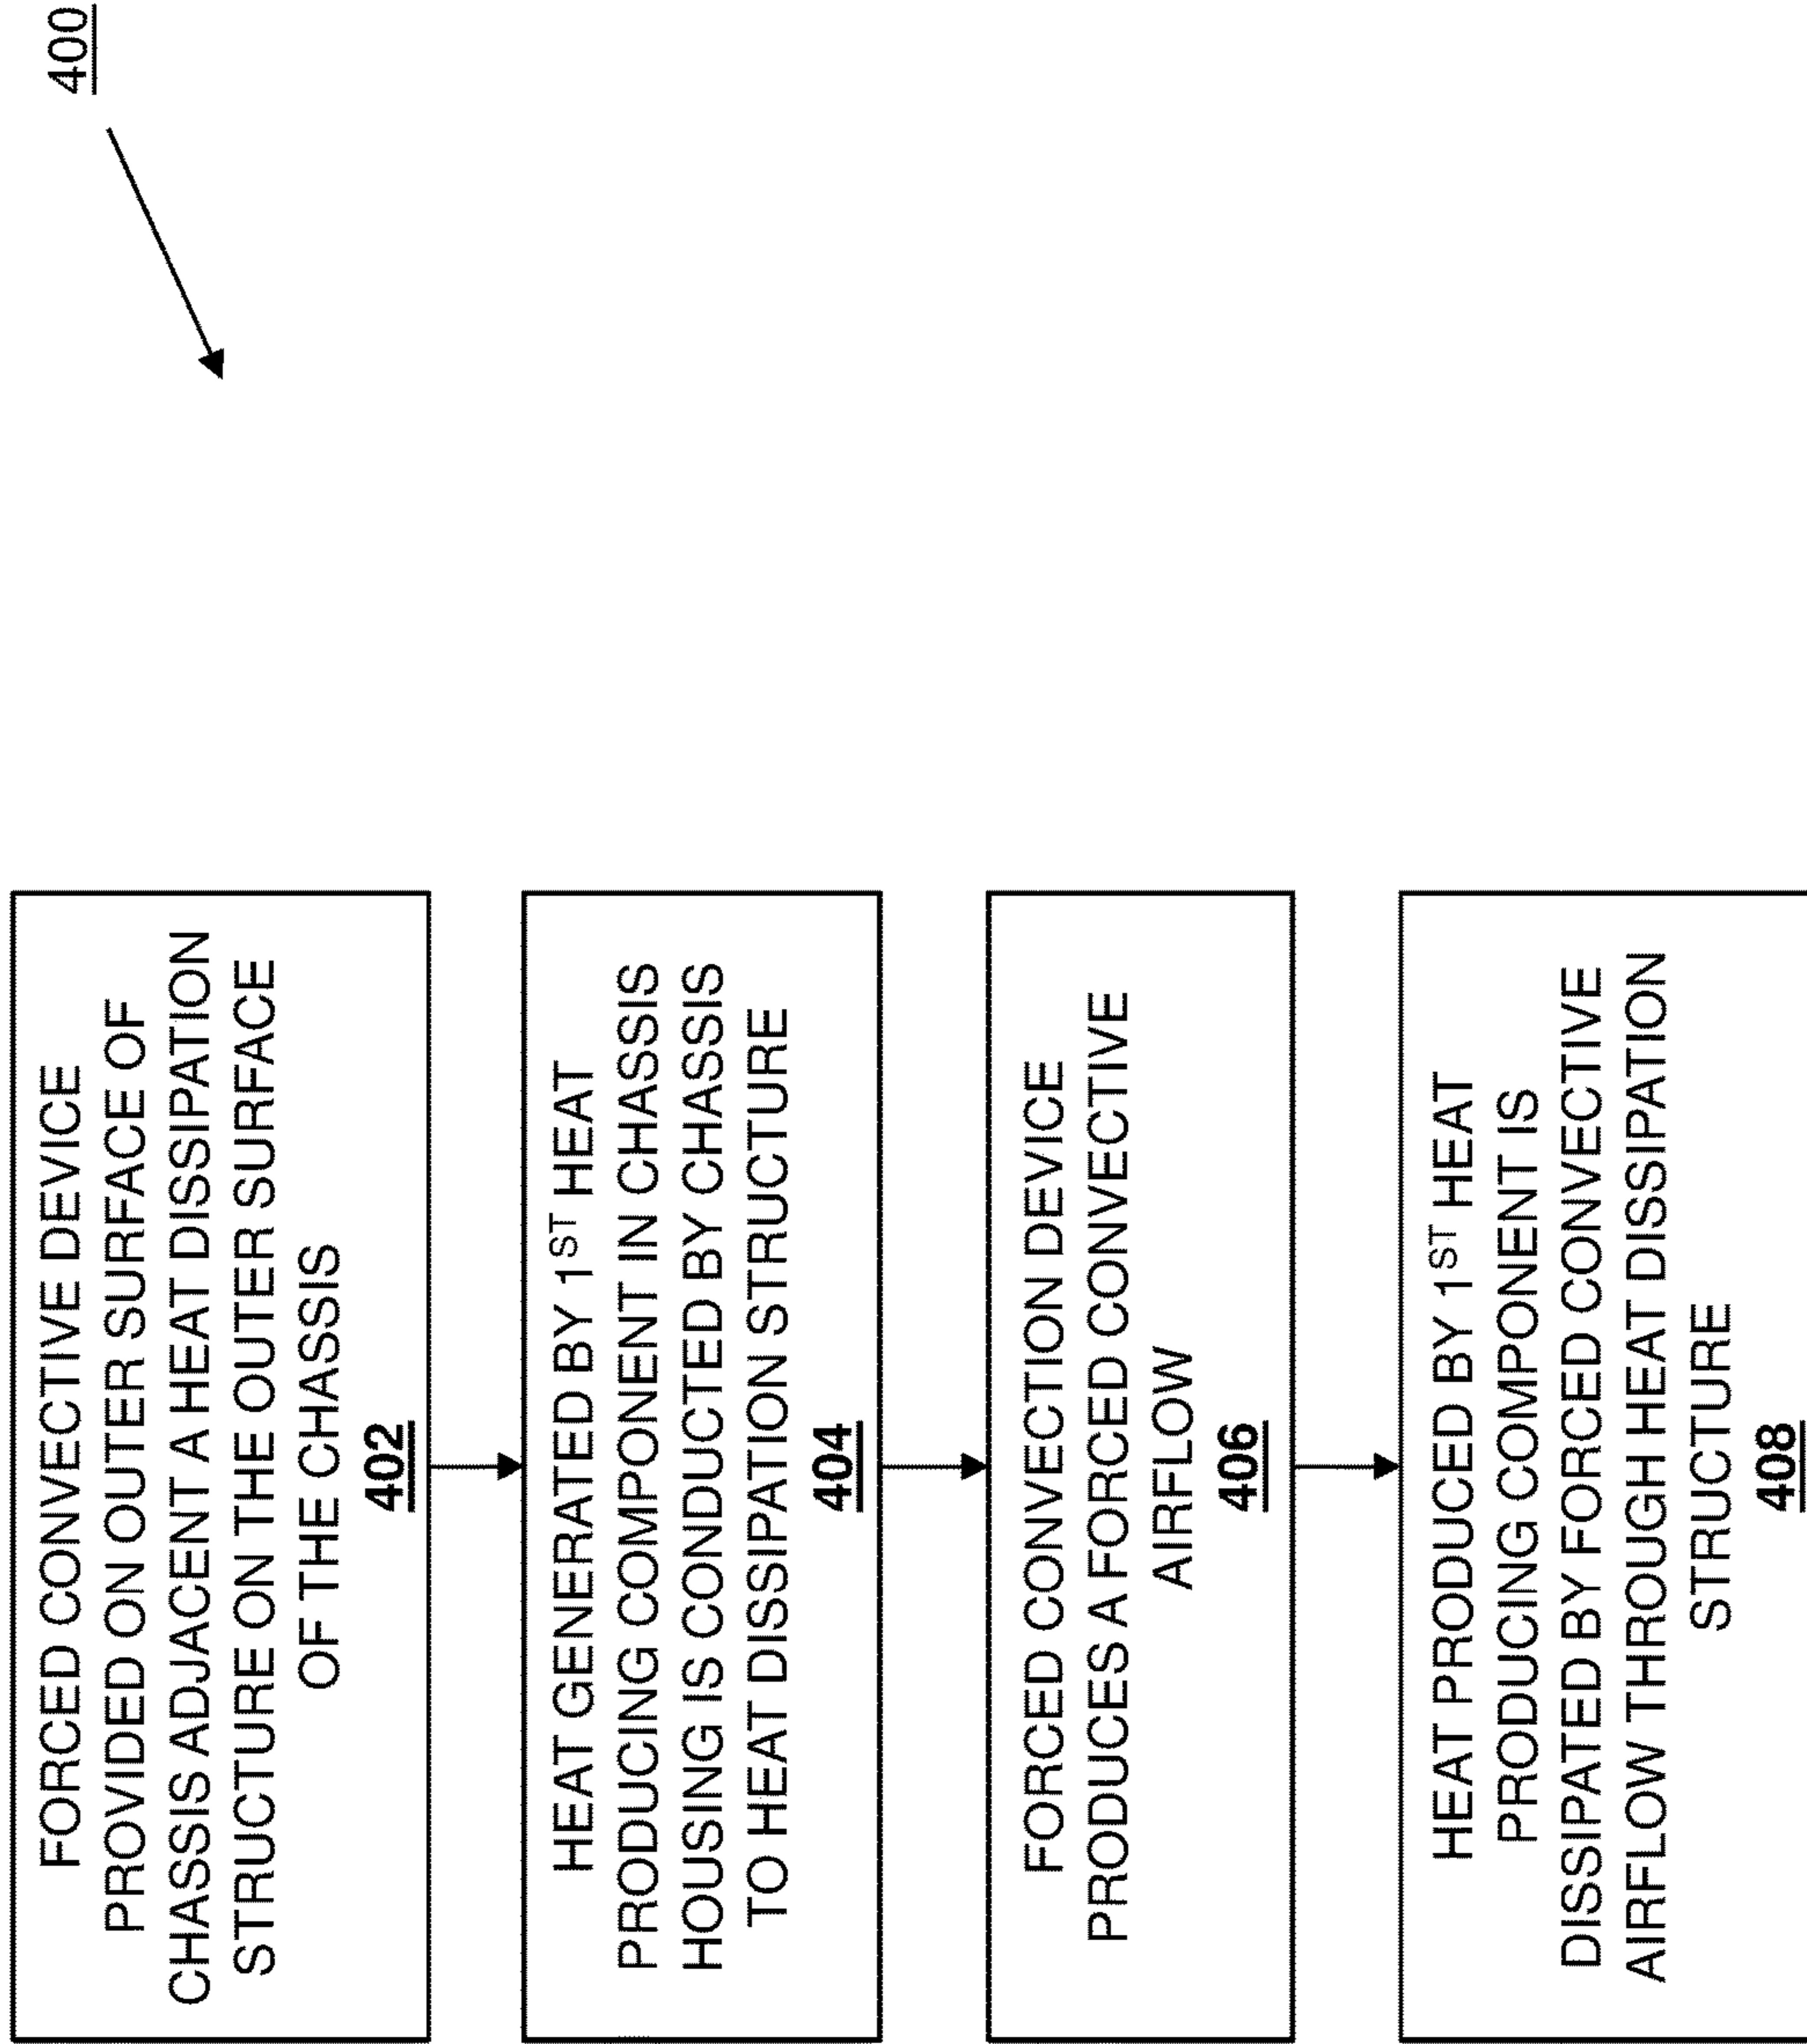 400
FORCED CONVECTIVE DEVICE
PROVIDED ON OUTER SURFACE OF
CHASSIS ADJACENT A HEAT DISSIPATION
STRUCTURE ON THE OUTER SURFACE
OF THE CHASSIS
402
HEAT GENERATED BY 1ST HEAT
PRODUCING COMPONENT IN CHASSIS
HOUSING IS CONDUCTED BY CHASSIS
TO HEAT DISSIPATION STRUCTURE
404
FORCED CONVECTION DEVICE
PRODUCES A FORCED CONVECTIVE
AIRFLOW
406
HEAT PRODUCED BY 1ST HEAT
PRODUCING COMPONENT IS
DISSIPATED BY FORCED CONVECTIVE
AIRFLOW THROUGH HEAT DISSIPATION
STRUCTURE
408